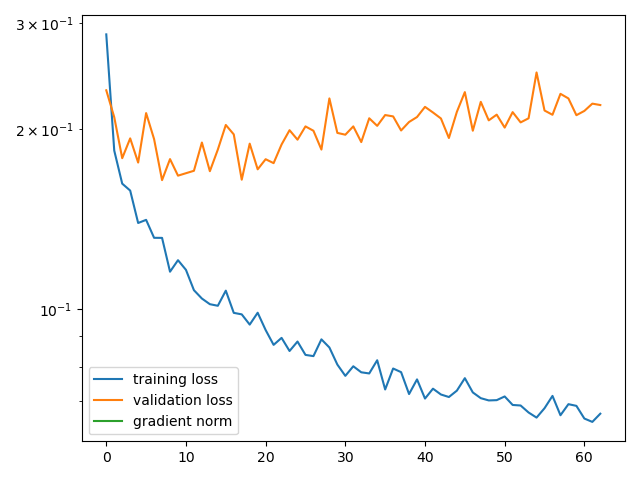 3 × 10⁻¹
2 × 10⁻¹
10⁻¹
training loss
validation loss
gradient norm
0 10 20 30 40 50 60